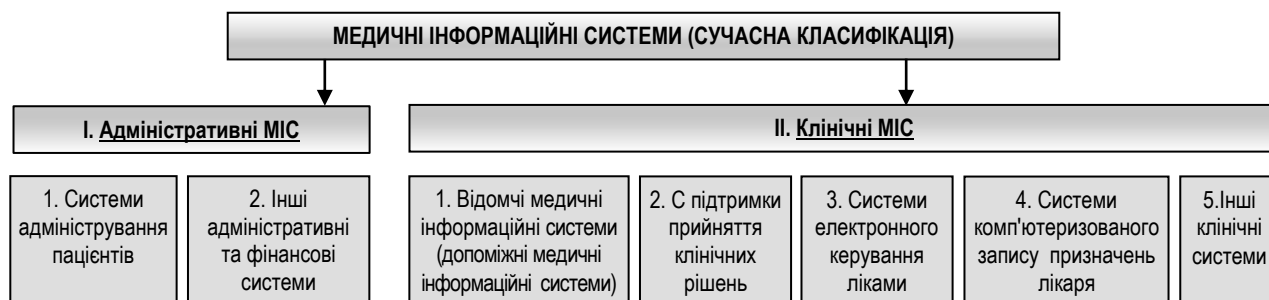 МЕДИЧНІ ІНФОРМАЦІЙНІ СИСТЕМИ (СУЧАСНА КЛАСИФІКАЦІЯ)
І. Адміністративні МІС
ІІ. Клінічні МІС
1. Системи
адміністрування
пацієнтів
2. Інші
адміністративні
та фінансові
системи
1. Відомчі медичні
інформаційні системи
(допоміжні медичні
інформаційні системи)
2. С підтримки
прийняття
клінічних
рішень
3. Системи
електронного
керування
ліками
4. Системи
комп'ютеризованого
запису призначень
лікаря
5.Інші
клінічні
системи